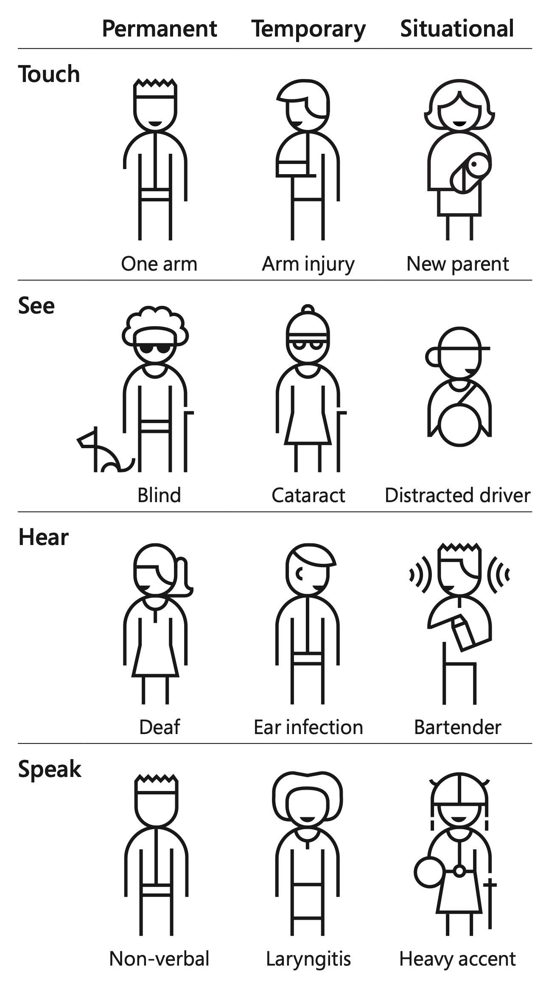 Permanent Temporary Situational
Touch
One arm Arm injury New parent
See
Blind Cataract Distracted driver
Hear
Deaf Ear infection Bartender
Speak
Non-verbal Laryngitis Heavy accent